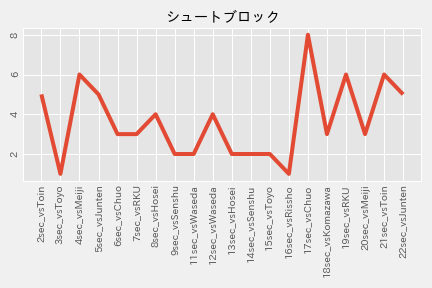 シュートブロック
8
6
4
2
2sec_vsToin
3sec_vsToyo
4sec_vsMeiji
5sec_vsJunten
6sec_vsChuo
7sec_vsRKU
8sec_vsHosei
9sec_vsSenshu
11sec_vsWaseda
12sec_vsWaseda
13sec_vsHosei
14sec_vsSenshu
15sec_vsToyo
16sec_vsRissho
17sec_vsChuo
18sec_vsKomazawa
19sec_vsRKU
20sec_vsMeiji
21sec_vsToin
22sec_vsJunten